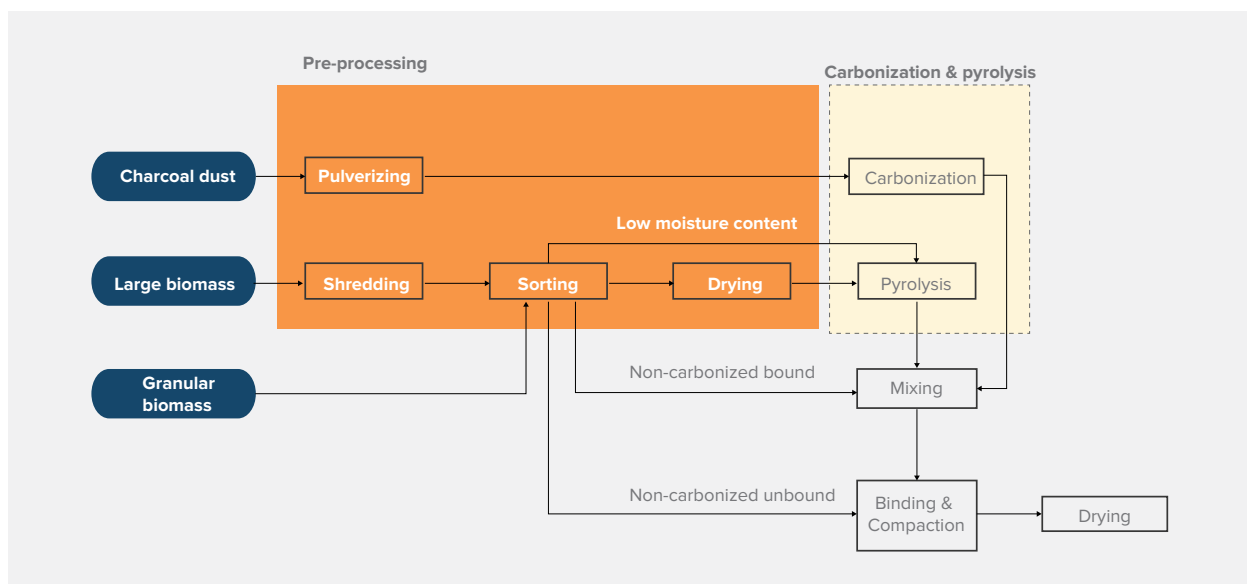 Pre-processing
Carbonization & pyrolysis
Charcoal dust
Pulverizing
Carbonization
Low moisture content
Large biomass
Shredding
Sorting
Drying
Pyrolysis
Granular
biomass
Non-carbonized bound
Mixing
Non-carbonized unbound
Binding &
Compaction
Drying